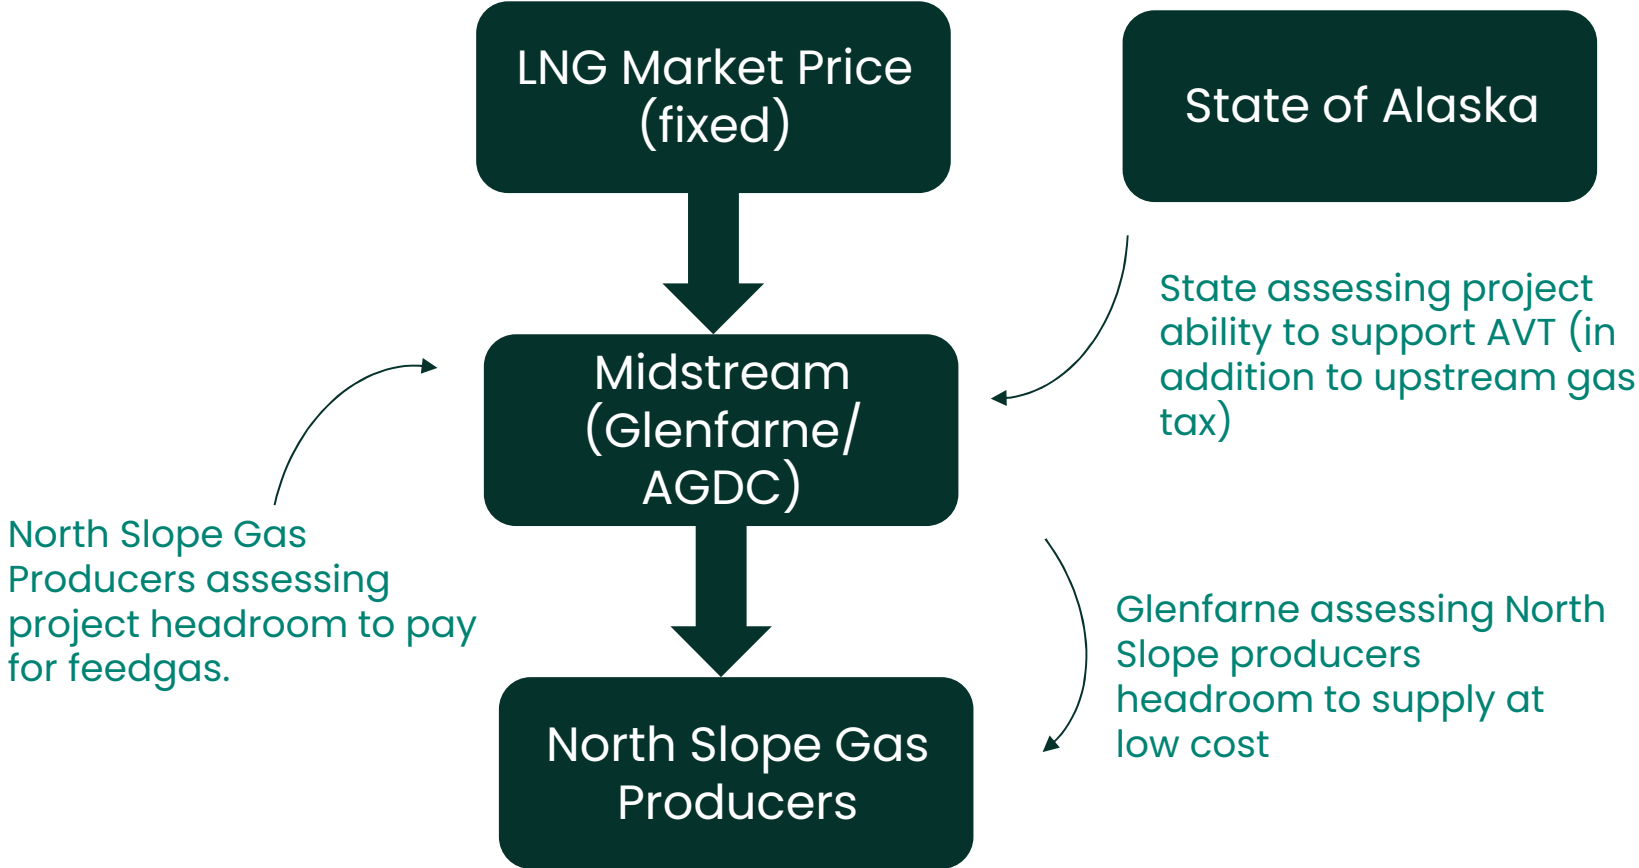 LNG Market Price
(fixed)
State of Alaska
State assessing project
ability to support AVT (in
addition to upstream gas
tax)
Midstream
(Glenfarne/
AGDC)
North Slope Gas
Producers assessing
project headroom to pay
for feedgas.
Glenfarne assessing North
Slope producers
headroom to supply at
low cost
North Slope Gas
Producers